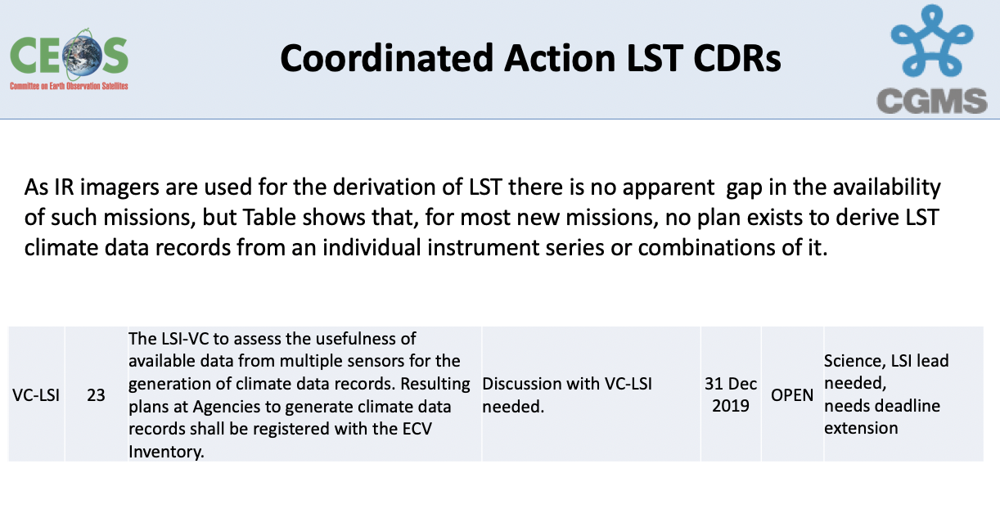 CEOS
Committee on Earth Observation Satellites
Coordinated Action LST CDRs
CGMS
As IR imagers are used for the derivation of LST there is no apparent  gap in the availability
of such missions, but Table shows that, for most new missions, no plan exists to derive LST
climate data records from an individual instrument series or combinations of it.
VC-LSI
23
The LSI-VC to assess the usefulness of
available data from multiple sensors for the
generation of climate data records. Resulting
plans at Agencies to generate climate data
records shall be registered with the ECV
Inventory.
Discussion with VC-LSI
needed.
31 Dec
2019
OPEN
Science, LSI lead
needed,
needs deadline
extension